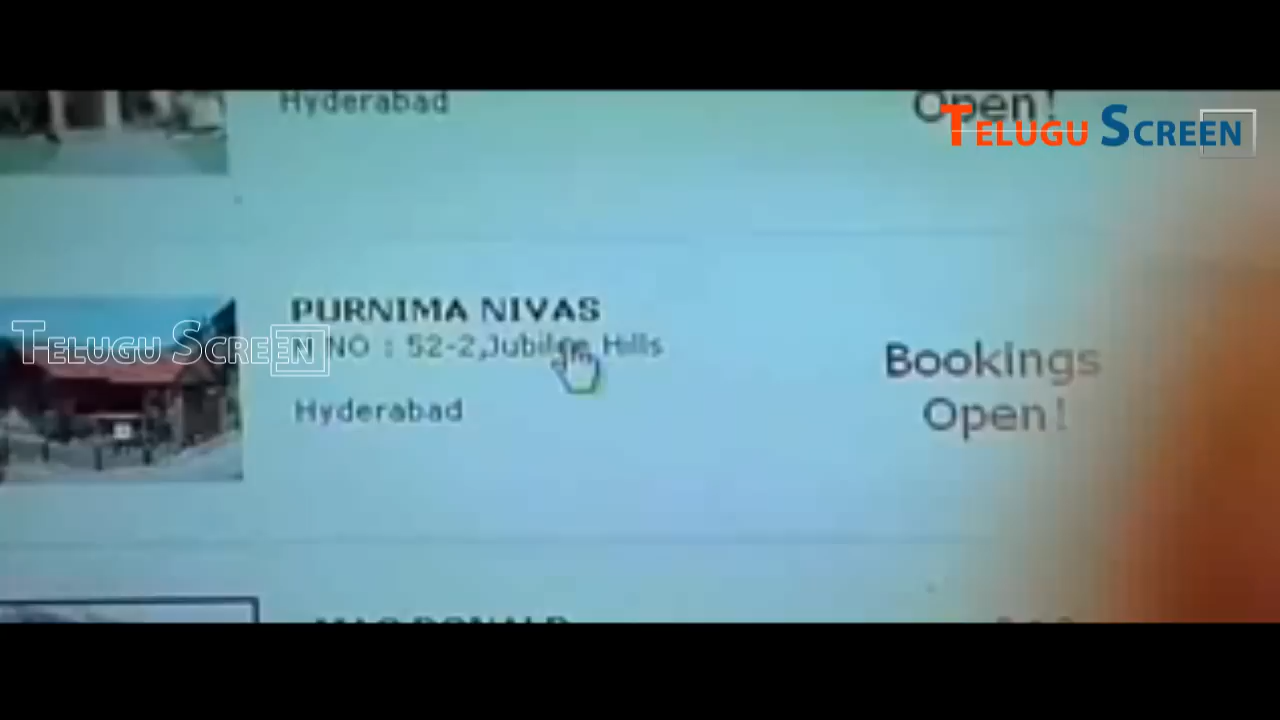 Hyderabad
Open!
TELUGU SCREEN
PURNIMA NIVAS
NO : 52-2,Jubilee Hills
TELUGU SCREEN
Hyderabad
Bookings
Open!